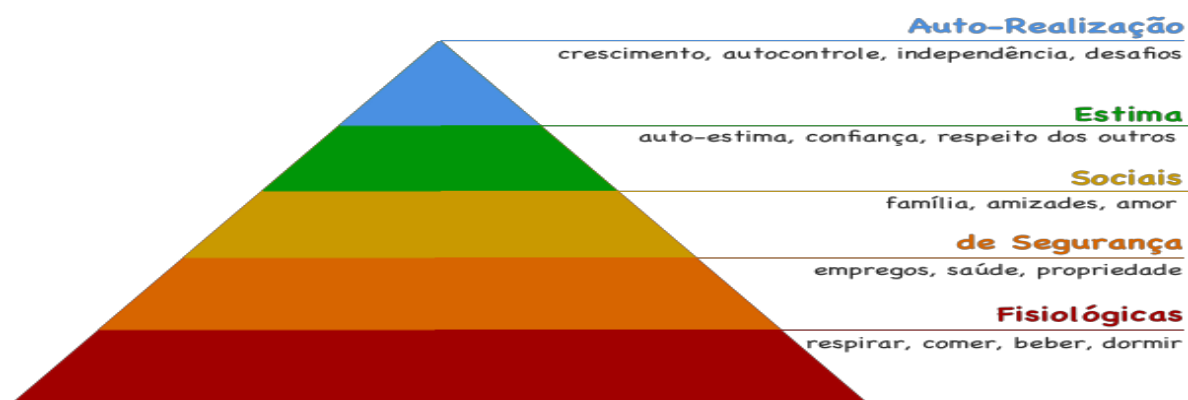 Auto-Realização
crescimento, autocontrole, independência, desafios
Estima
auto-estima, confiança, respeito dos outros
Sociais
família, amizades, amor
de Segurança
empregos, saúde, propriedade
Fisiológicas
respirar, comer, beber, dormir